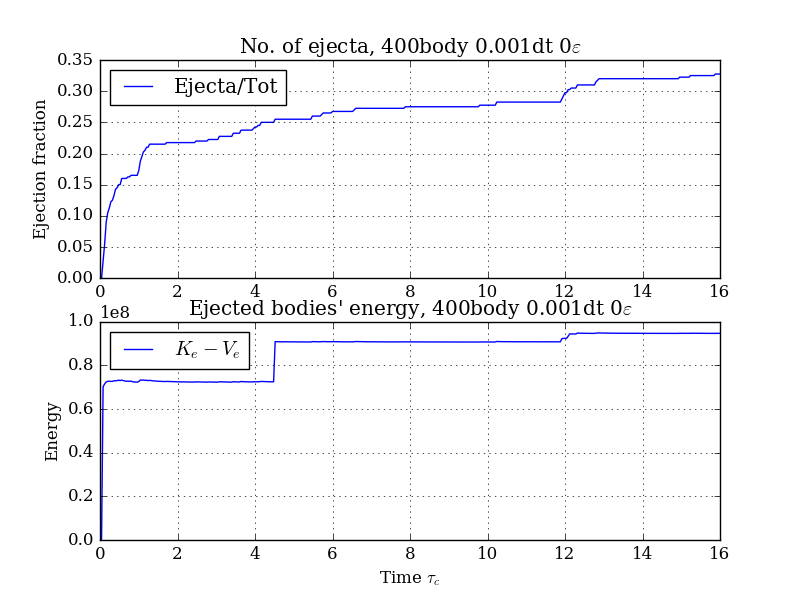 No. of ejecta, 400body 0.001dt 0ε
0.35
0.30
0.25
0.20
0.15
0.10
0.05
0.00
Ejection fraction
Ejecta/Tot
0 2 4 6 8 10 12 14 16
1e8
Ejected bodies' energy, 400body 0.001dt 0ε
1.0
0.8
0.6
0.4
0.2
0.0
Energy
Kₑ − Vₑ
0 2 4 6 8 10 12 14 16
Time τ_c